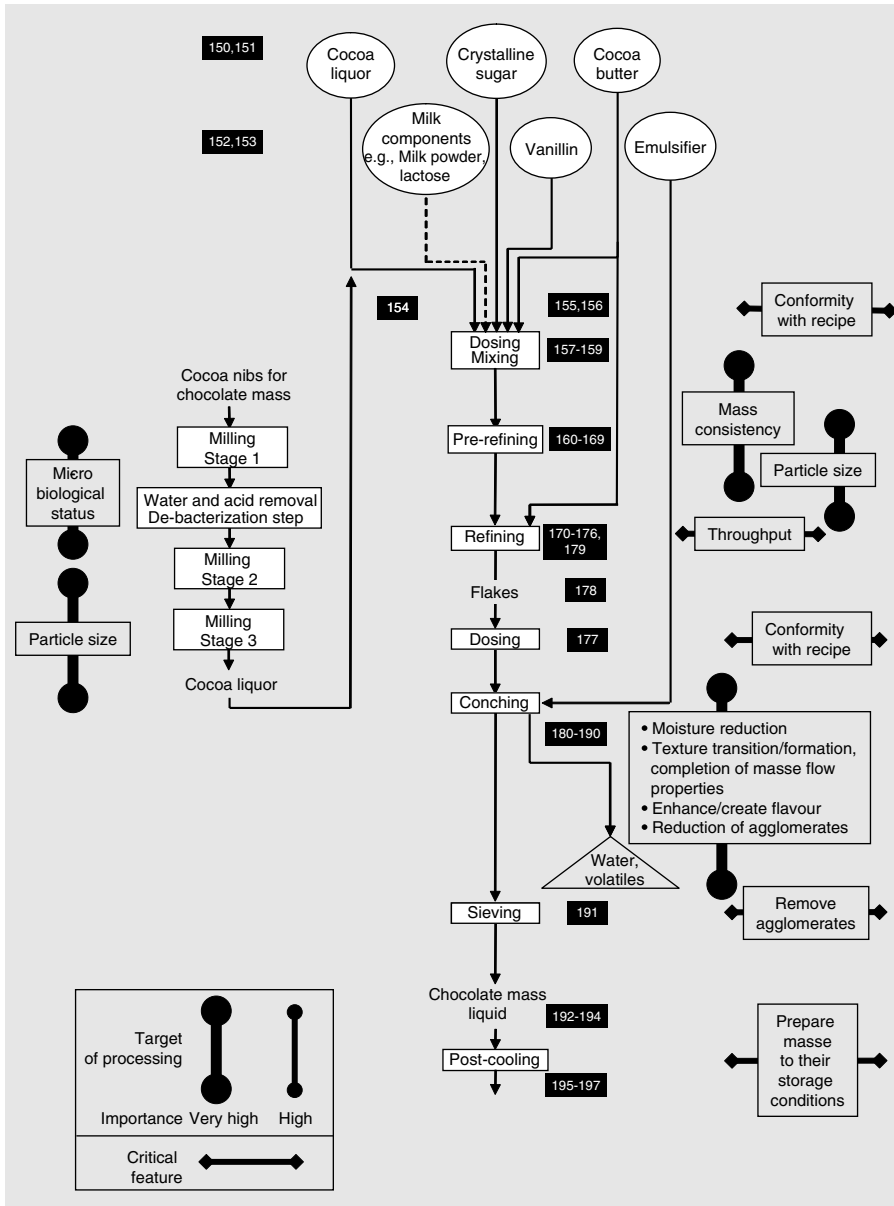 150,151
Cocoa
liquor
Crystalline
sugar
Cocoa
butter
152,153
Milk
components
e.g., Milk powder,
lactose
Vanillin
Emulsifier
154
155,156
Conformity
with recipe
Dosing
Mixing
157-159
Cocoa nibs for
chocolate mass
Mass
consistency
Milling
Stage 1
Pre-refining
160-169
Micro
biological
status
Particle size
Water and acid removal
De-bacterization step
Refining
170-176,
179
Throughput
Milling
Stage 2
Flakes
178
Particle size
Milling
Stage 3
Dosing
177
Conformity
with recipe
Cocoa liquor
Conching
180-190
• Moisture reduction
• Texture transition/formation,
completion of masse flow
properties
• Enhance/create flavour
• Reduction of agglomerates
Water,
volatiles
Sieving
191
Remove
agglomerates
Chocolate mass
liquid
192-194
Post-cooling
195-197
Prepare
masse
to their
storage
conditions
Target
of processing
Importance Very high High
Critical
feature